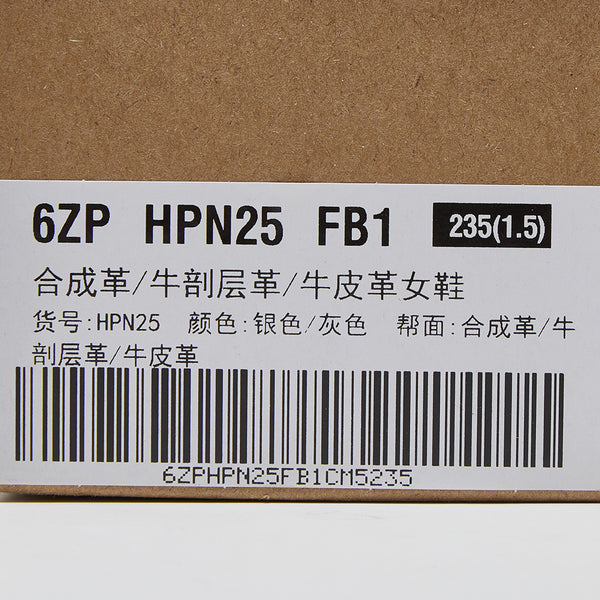 6ZP HPN25 FB1 235(1.5)
合成革/牛剖层革/牛皮革女鞋
货号:HPN25 颜色:银色/灰色 帮面:合成革/牛
剖层革/牛皮革
6ZPHPN25FB1CM5235